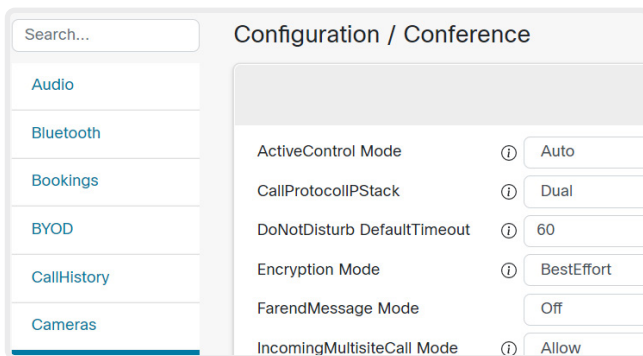 Search...
Configuration / Conference
Audio
Bluetooth
Bookings
BYOD
CallHistory
Cameras
ActiveControl Mode Auto
CallProtocolIPStack Dual
DoNotDisturb DefaultTimeout 60
Encryption Mode BestEffort
FarendMessage Mode Off
IncomingMultisiteCall Mode Allow